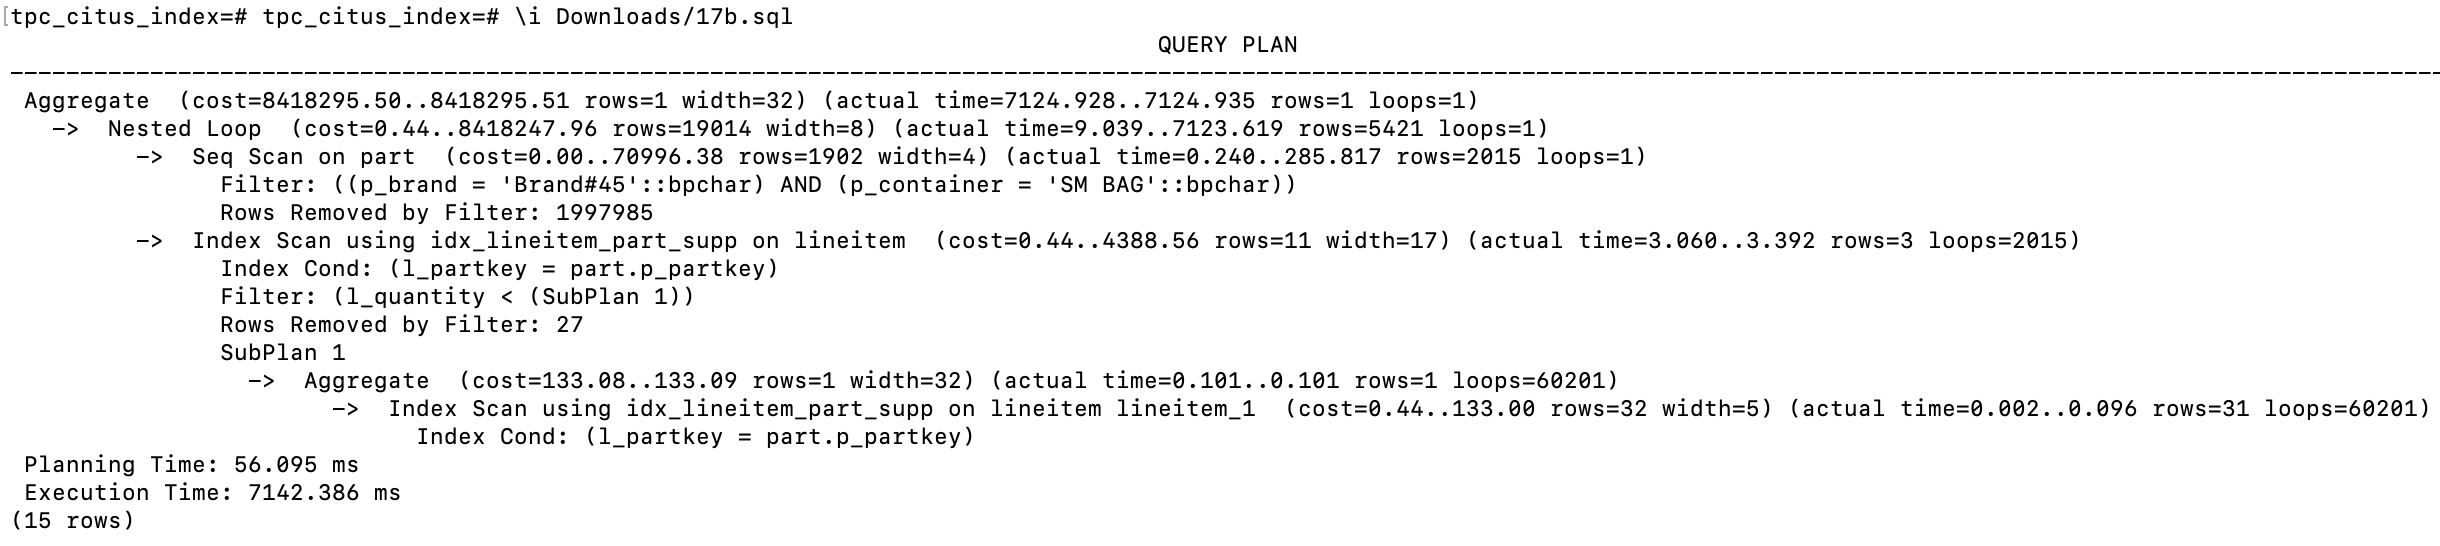 [tpc_citus_index=# tpc_citus_index=# \i Downloads/17b.sql
QUERY PLAN
--------------------------------------------------------------------------------------------------------------------------------------------------------------------------------
Aggregate  (cost=8418295.50..8418295.51 rows=1 width=32) (actual time=7124.928..7124.935 rows=1 loops=1)
  ->  Nested Loop  (cost=0.44..8418247.96 rows=19014 width=8) (actual time=9.039..7123.619 rows=5421 loops=1)
        ->  Seq Scan on part  (cost=0.00..70996.38 rows=1902 width=4) (actual time=0.240..285.817 rows=2015 loops=1)
              Filter: ((p_brand = 'Brand#45'::bpchar) AND (p_container = 'SM BAG'::bpchar))
              Rows Removed by Filter: 1997985
        ->  Index Scan using idx_lineitem_part_supp on lineitem  (cost=0.44..4388.56 rows=11 width=17) (actual time=3.060..3.392 rows=3 loops=2015)
              Index Cond: (l_partkey = part.p_partkey)
              Filter: (l_quantity < (SubPlan 1))
              Rows Removed by Filter: 27
              SubPlan 1
                ->  Aggregate  (cost=133.08..133.09 rows=1 width=32) (actual time=0.101..0.101 rows=1 loops=60201)
                      ->  Index Scan using idx_lineitem_part_supp on lineitem lineitem_1  (cost=0.44..133.00 rows=32 width=5) (actual time=0.002..0.096 rows=31 loops=60201)
                            Index Cond: (l_partkey = part.p_partkey)
Planning Time: 56.095 ms
Execution Time: 7142.386 ms
(15 rows)